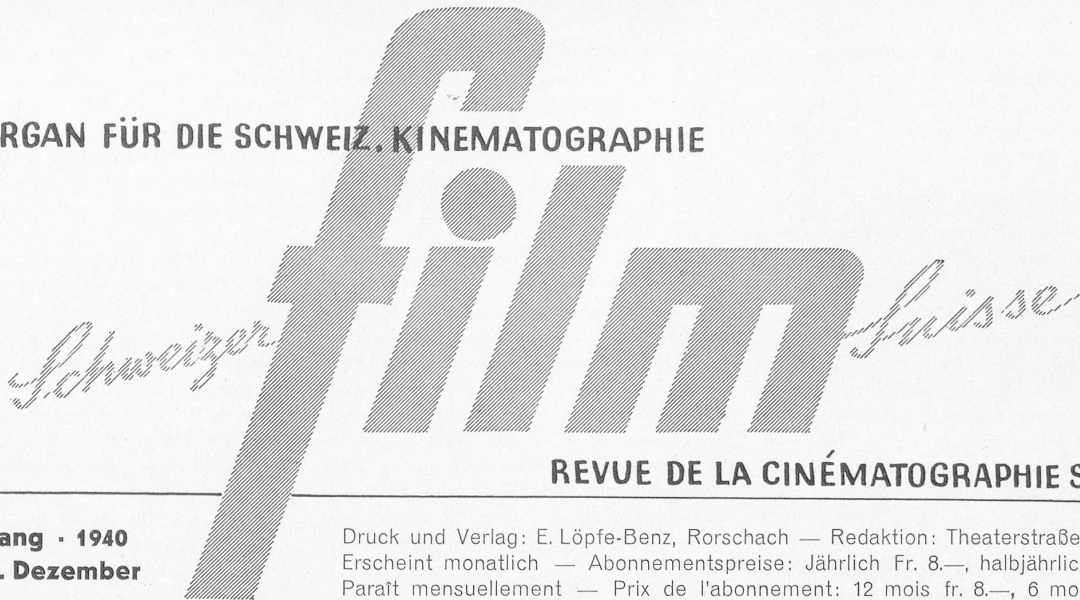 RGAN FÜR DIE SCHWEIZ. KINEMATOGRAPHIE
Schweizer film Suisse
REVUE DE LA CINÉMATOGRAPHIE S
ang · 1940
. Dezember
Druck und Verlag: E. Löpfe-Benz, Rorschach — Redaktion: Theaterstraße
Erscheint monatlich — Abonnementspreise: Jährlich Fr. 8.—, halbjährlic
Paraît mensuellement — Prix de l'abonnement: 12 mois fr. 8.—, 6 mo